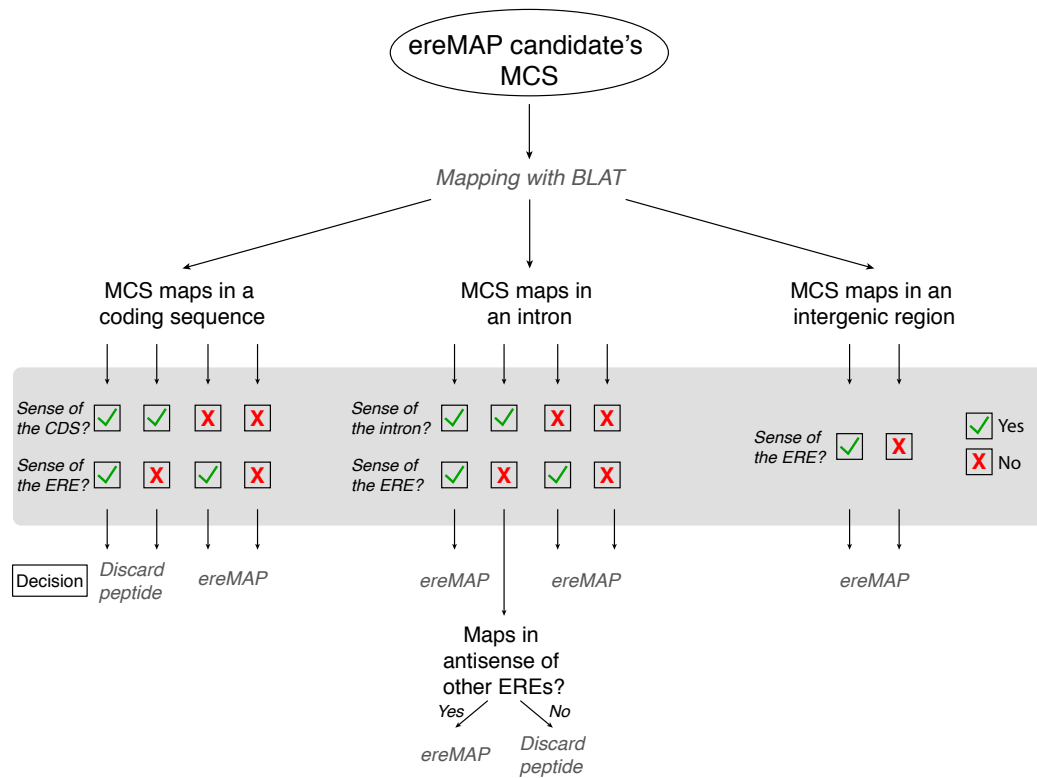 ereMAP candidate's
MCS
Mapping with BLAT
MCS maps in a
coding sequence
MCS maps in
an intron
MCS maps in an
intergenic region
Sense of
the CDS?
X X
Sense of
the ERE?
X X
Sense of
the intron?
X X
Sense of
the ERE?
X X
Sense of
the ERE?
X
Yes
X No
Decision
Discard
peptide
ereMAP
ereMAP
ereMAP
ereMAP
Maps in
antisense of
other EREs?
Yes No
ereMAP
Discard
peptide